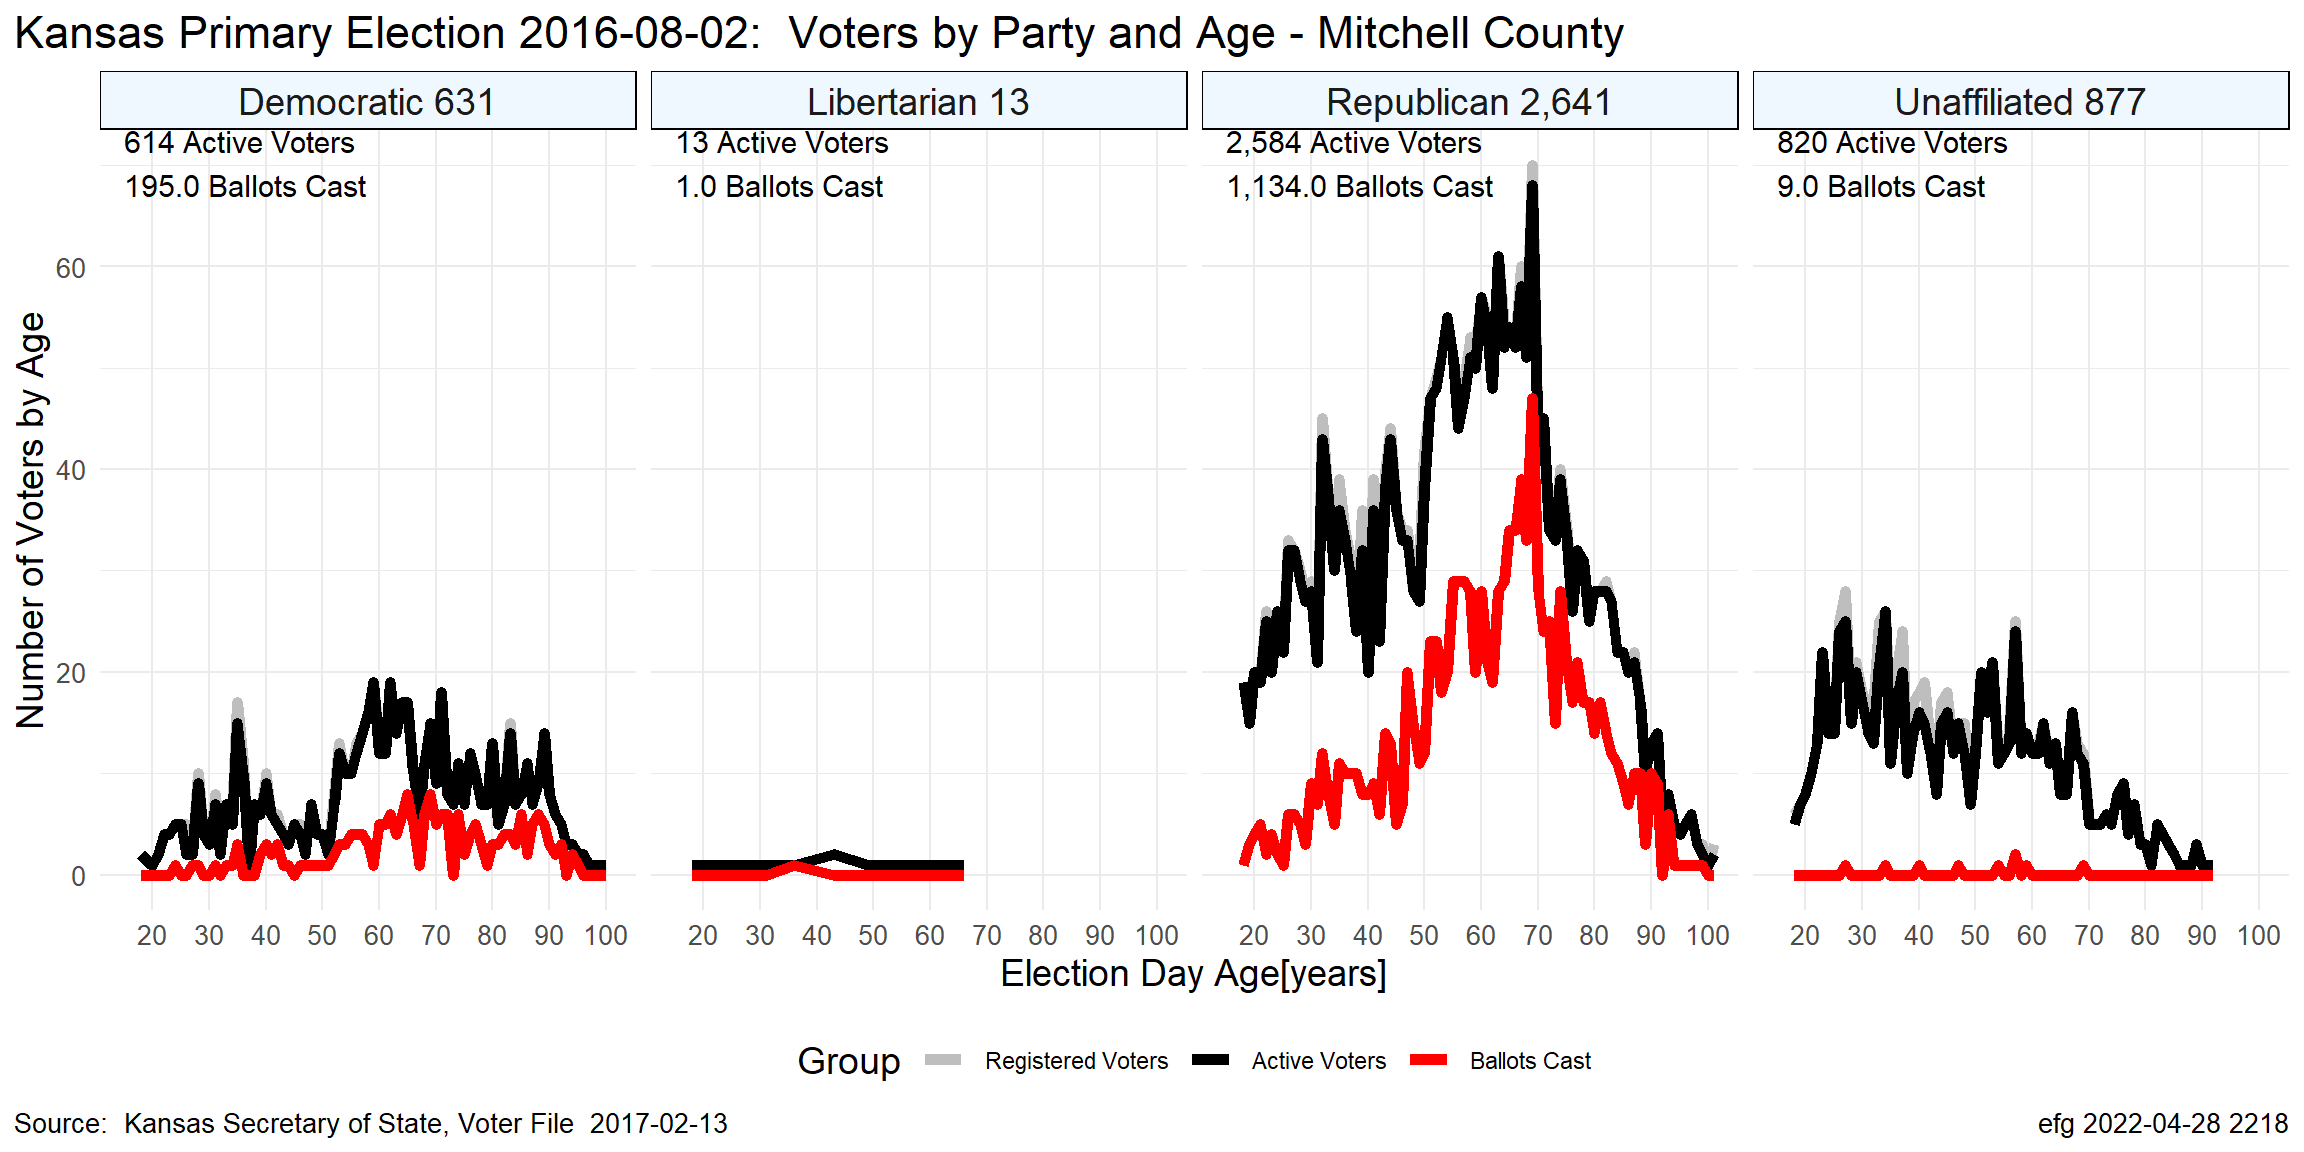 Kansas Primary Election 2016-08-02:  Voters by Party and Age - Mitchell County
Democratic 631
Libertarian 13
Republican 2,641
Unaffiliated 877
614 Active Voters
195.0 Ballots Cast
13 Active Voters
1.0 Ballots Cast
2,584 Active Voters
1,134.0 Ballots Cast
820 Active Voters
9.0 Ballots Cast
Number of Voters by Age
60
40
20
0
20 30 40 50 60 70 80 90 100
20 30 40 50 60 70 80 90 100
20 30 40 50 60 70 80 90 100
20 30 40 50 60 70 80 90 100
Election Day Age[years]
Group Registered Voters Active Voters Ballots Cast
Source:  Kansas Secretary of State, Voter File  2017-02-13
efg 2022-04-28 2218